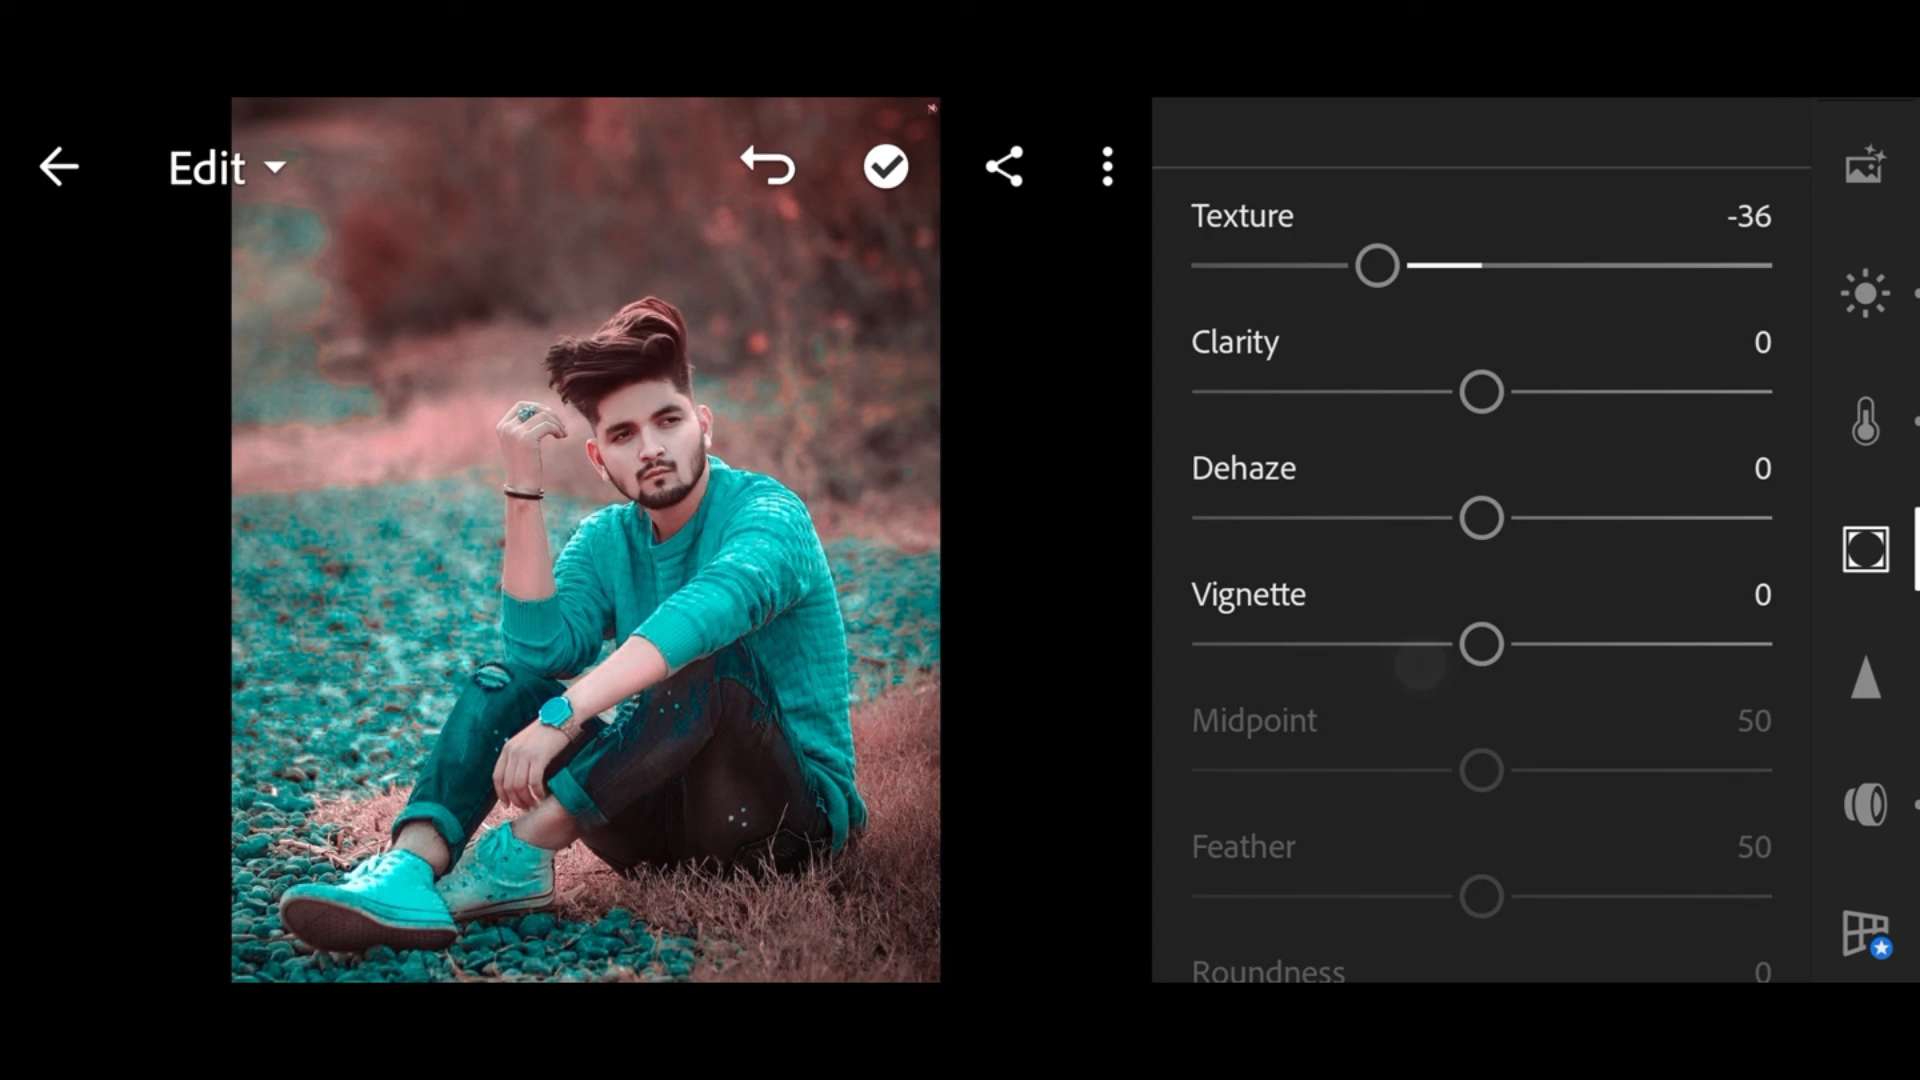 Edit
Texture -36
Clarity 0
Dehaze 0
Vignette 0
Midpoint 50
Feather 50
Roundness 0